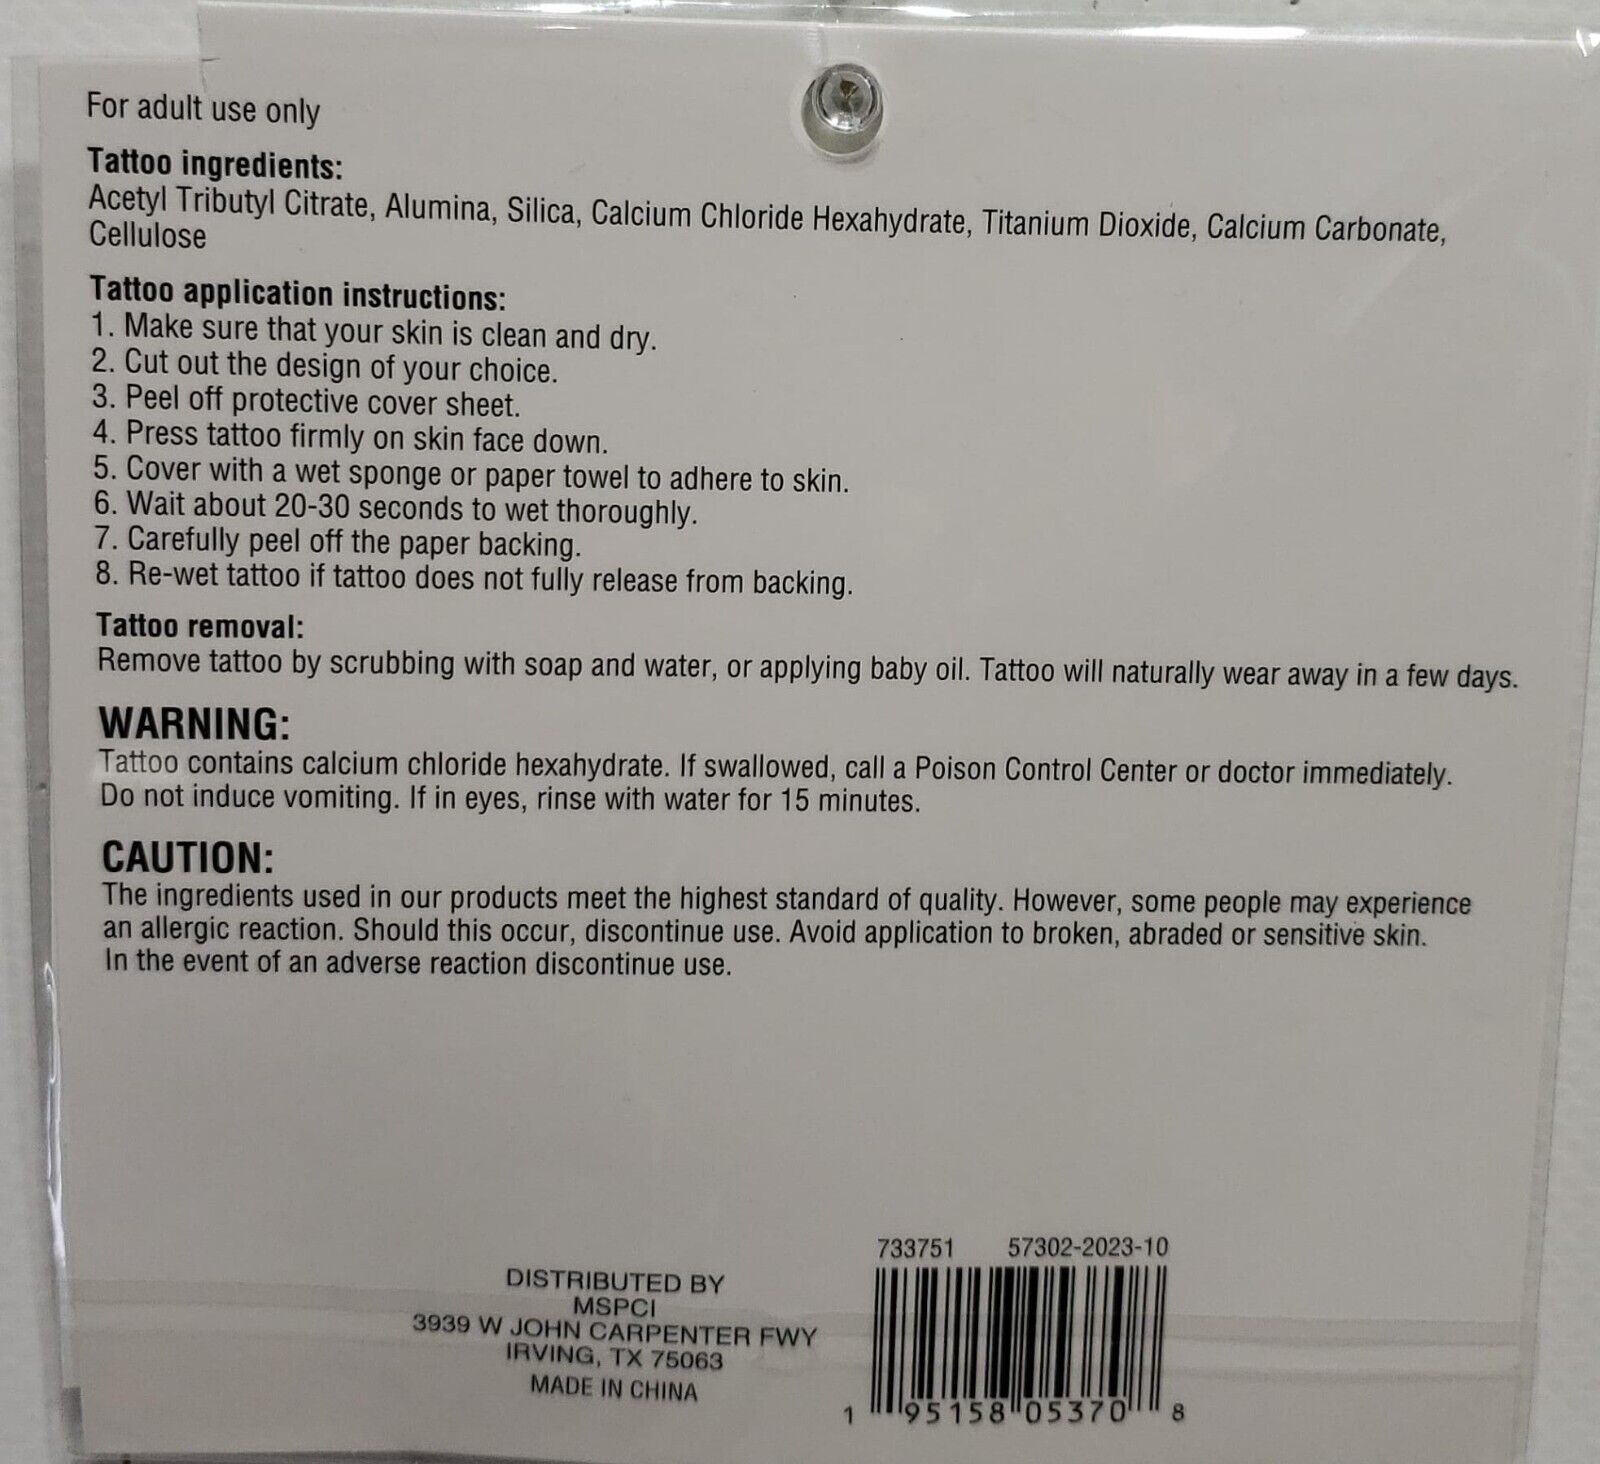 For adult use only
Tattoo ingredients:
Acetyl Tributyl Citrate, Alumina, Silica, Calcium Chloride Hexahydrate, Titanium Dioxide, Calcium Carbonate,
Cellulose
Tattoo application instructions:
1. Make sure that your skin is clean and dry.
2. Cut out the design of your choice.
3. Peel off protective cover sheet.
4. Press tattoo firmly on skin face down.
5. Cover with a wet sponge or paper towel to adhere to skin.
6. Wait about 20-30 seconds to wet thoroughly.
7. Carefully peel off the paper backing.
8. Re-wet tattoo if tattoo does not fully release from backing.
Tattoo removal:
Remove tattoo by scrubbing with soap and water, or applying baby oil. Tattoo will naturally wear away in a few days.
WARNING:
Tattoo contains calcium chloride hexahydrate. If swallowed, call a Poison Control Center or doctor immediately.
Do not induce vomiting. If in eyes, rinse with water for 15 minutes.
CAUTION:
The ingredients used in our products meet the highest standard of quality. However, some people may experience
an allergic reaction. Should this occur, discontinue use. Avoid application to broken, abraded or sensitive skin.
In the event of an adverse reaction discontinue use.
DISTRIBUTED BY
MSPCI
3939 W JOHN CARPENTER FWY
IRVING, TX 75063
MADE IN CHINA
733751 57302-2023-10
1 95158 05370 8